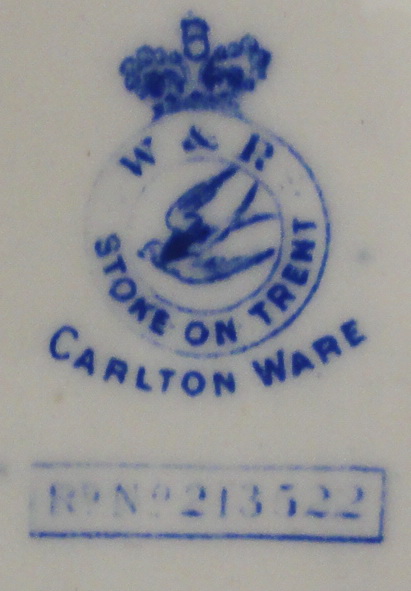 W & R
STOKE ON TRENT
CARLTON WARE
Rᴰ Nº 213522